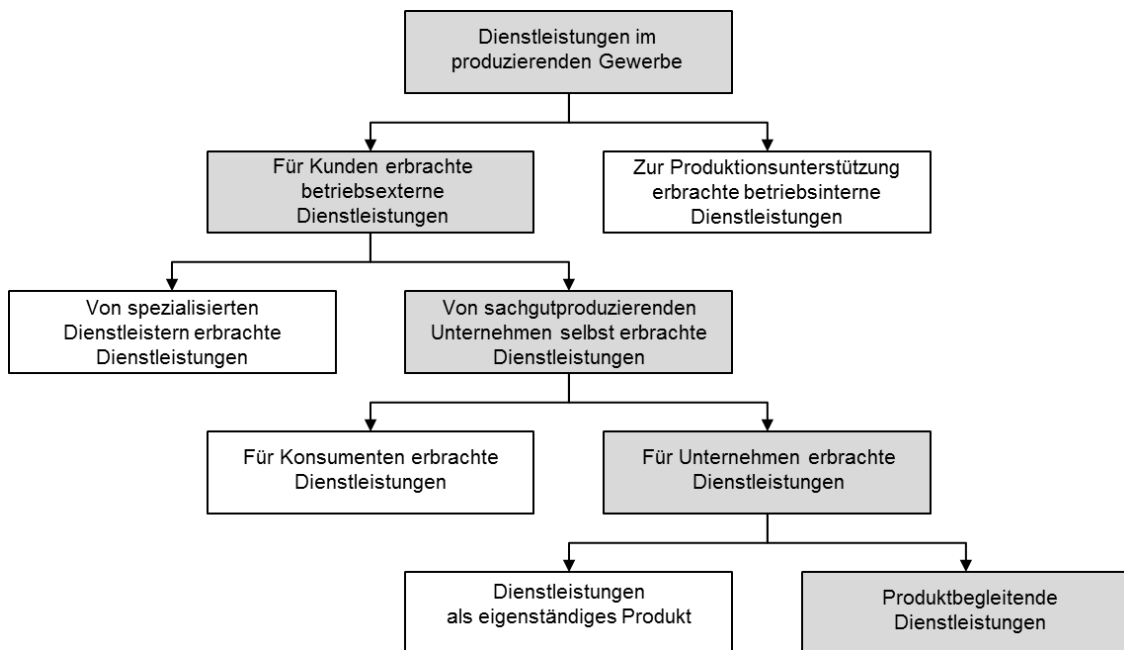 Dienstleistungen im
produzierenden Gewerbe
Für Kunden erbrachte
betriebsexterne
Dienstleistungen
Zur Produktionsunterstützung
erbrachte betriebsinterne
Dienstleistungen
Von spezialisierten
Dienstleistern erbrachte
Dienstleistungen
Von sachgutproduzierenden
Unternehmen selbst erbrachte
Dienstleistungen
Für Konsumenten erbrachte
Dienstleistungen
Für Unternehmen erbrachte
Dienstleistungen
Dienstleistungen
als eigenständiges Produkt
Produktbegleitende
Dienstleistungen